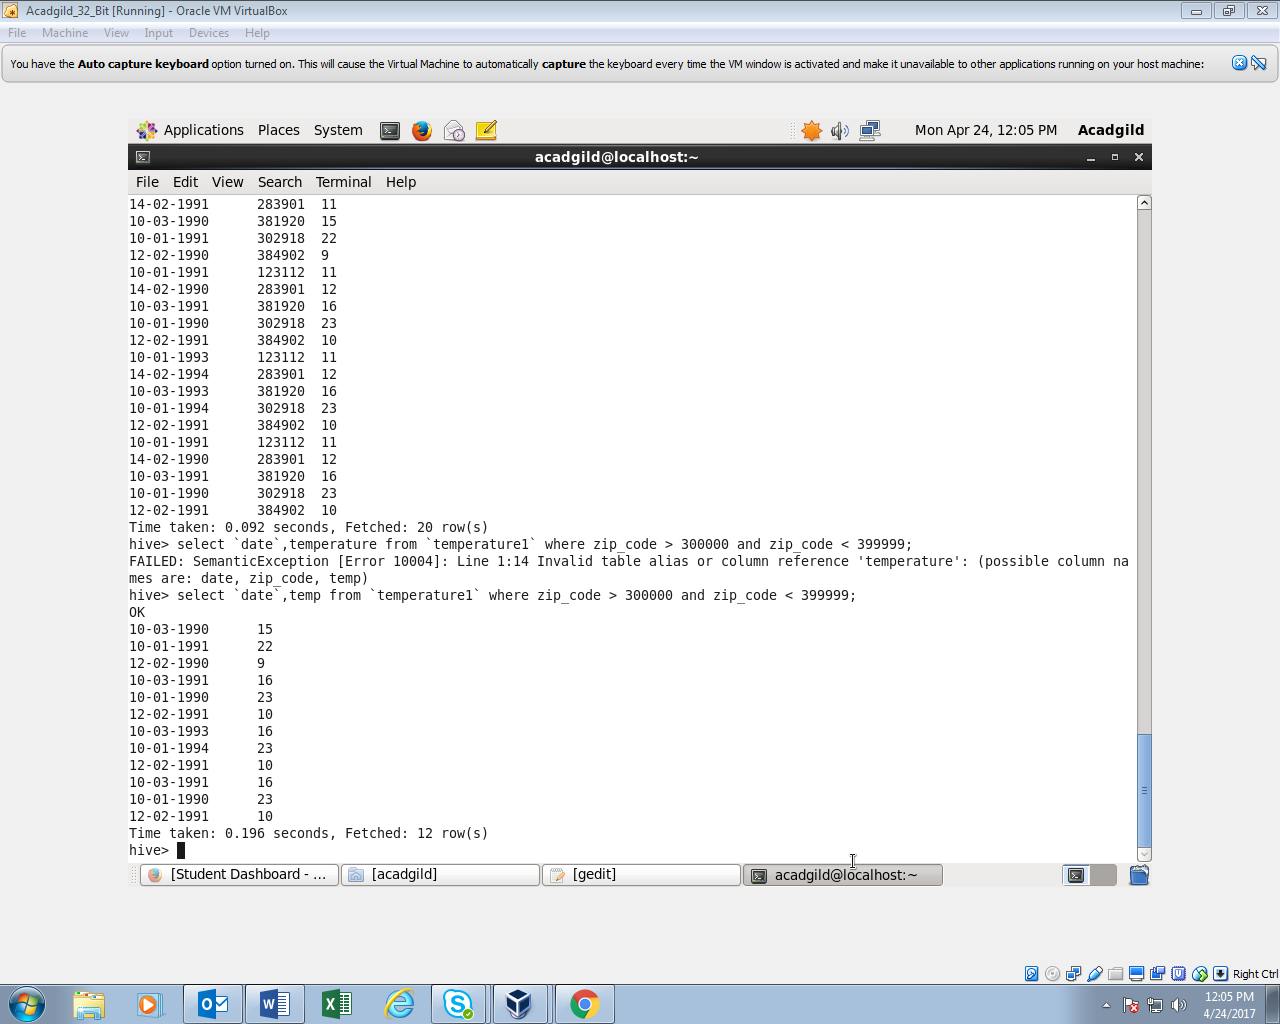 Acadgild_32_Bit [Running] - Oracle VM VirtualBox
File Machine View Input Devices Help
You have the Auto capture keyboard option turned on. This will cause the Virtual Machine to automatically capture the keyboard every time the VM window is activated and make it unavailable to other applications running on your host machine:
Applications Places System Mon Apr 24, 12:05 PM Acadgild
acadgild@localhost:~
File Edit View Search Terminal Help
14-02-1991 283901 11
10-03-1990 381920 15
10-01-1991 302918 22
12-02-1990 384902 9
10-01-1991 123112 11
14-02-1990 283901 12
10-03-1991 381920 16
10-01-1990 302918 23
12-02-1991 384902 10
10-01-1993 123112 11
14-02-1994 283901 12
10-03-1993 381920 16
10-01-1994 302918 23
12-02-1991 384902 10
10-01-1991 123112 11
14-02-1990 283901 12
10-03-1991 381920 16
10-01-1990 302918 23
12-02-1991 384902 10
Time taken: 0.092 seconds, Fetched: 20 row(s)
hive> select `date`,temperature from `temperature1` where zip_code > 300000 and zip_code < 399999;
FAILED: SemanticException [Error 10004]: Line 1:14 Invalid table alias or column reference 'temperature': (possible column na
mes are: date, zip_code, temp)
hive> select `date`,temp from `temperature1` where zip_code > 300000 and zip_code < 399999;
OK
10-03-1990 15
10-01-1991 22
12-02-1990 9
10-03-1991 16
10-01-1990 23
12-02-1991 10
10-03-1993 16
10-01-1994 23
12-02-1991 10
10-03-1991 16
10-01-1990 23
12-02-1991 10
Time taken: 0.196 seconds, Fetched: 12 row(s)
hive>
[Student Dashboard - ... [acadgild] [gedit] acadgild@localhost:~
Right Ctrl
12:05 PM
4/24/2017